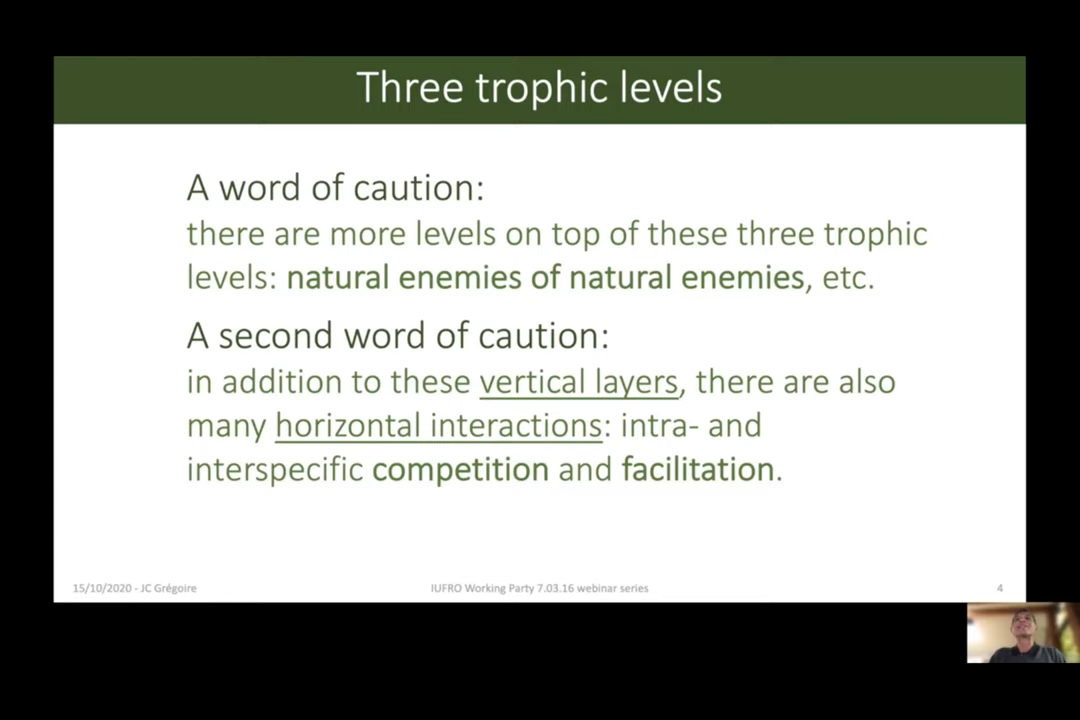 Three trophic levels
A word of caution:
there are more levels on top of these three trophic
levels: natural enemies of natural enemies, etc.
A second word of caution:
in addition to these vertical layers, there are also
many horizontal interactions: intra- and
interspecific competition and facilitation.
15/10/2020 - JC Grégoire
IUFRO Working Party 7.03.16 webinar series
4